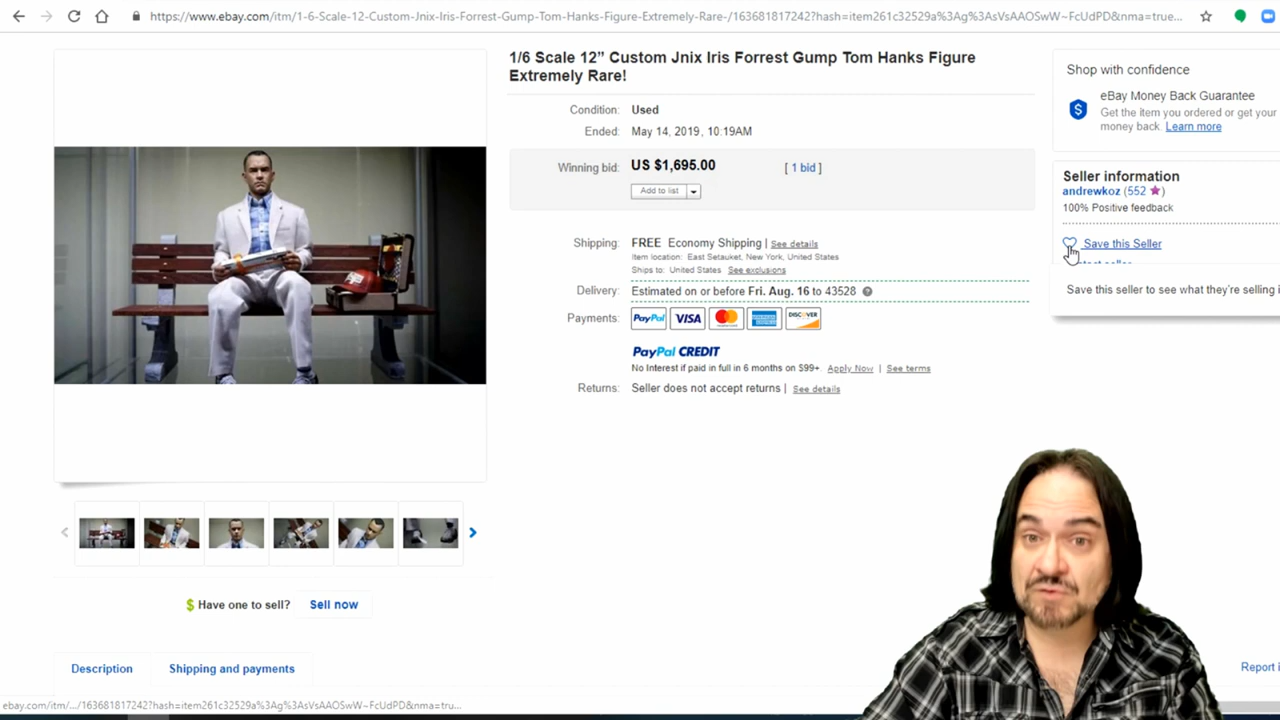 https://www.ebay.com/itm/1-6-Scale-12-Custom-Jnix-Iris-Forrest-Gump-Tom-Hanks-Figure-Extremely-Rare-/163681817242?hash=item261c32529a%3Ag%3AsVsAAOSwW~FcUdPD&nma=true...
1/6 Scale 12” Custom Jnix Iris Forrest Gump Tom Hanks Figure
Extremely Rare!
Condition: Used
Ended: May 14, 2019, 10:19AM
Winning bid: US $1,695.00 [ 1 bid ]
Add to list
Shipping: FREE Economy Shipping | See details
Item location: East Setauket, New York, United States
Ships to: United States See exclusions
Delivery: Estimated on or before Fri. Aug. 16 to 43528
Payments: PayPal VISA DISCOVER
PayPal CREDIT
No Interest if paid in full in 6 months on $99+. Apply Now | See terms
Returns: Seller does not accept returns | See details
Shop with confidence
eBay Money Back Guarantee
Get the item you ordered or get your
money back. Learn more
Seller information
andrewkoz (552 )
100% Positive feedback
Save this Seller
Save this seller to see what they're selling
$ Have one to sell? Sell now
Description Shipping and payments
Report
ebay.com/itm/.../163681817242?hash=item261c32529a%3Ag%3AsVsAAOSwW~FcUdPD&nma=tru...